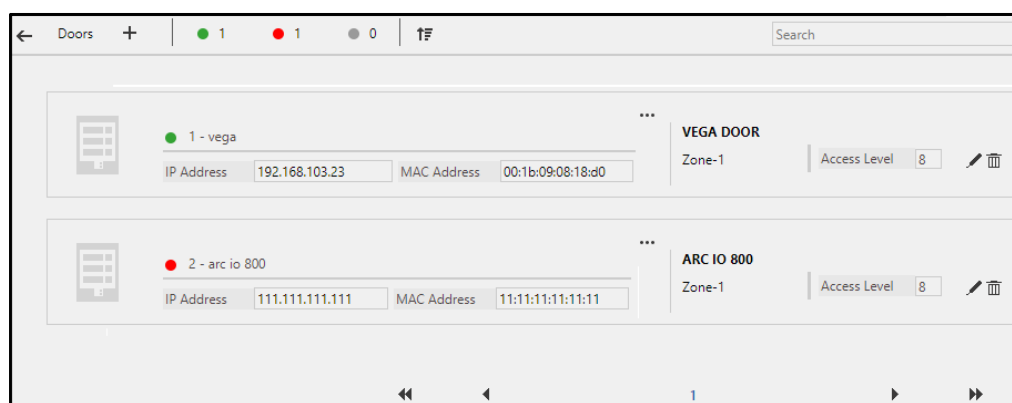 Doors + 1 1 0 Search
1 - vega
VEGA DOOR
IP Address 192.168.103.23 MAC Address 00:1b:09:08:18:d0
Zone-1 Access Level 8
2 - arc io 800
ARC IO 800
IP Address 111.111.111.111 MAC Address 11:11:11:11:11:11
Zone-1 Access Level 8
1